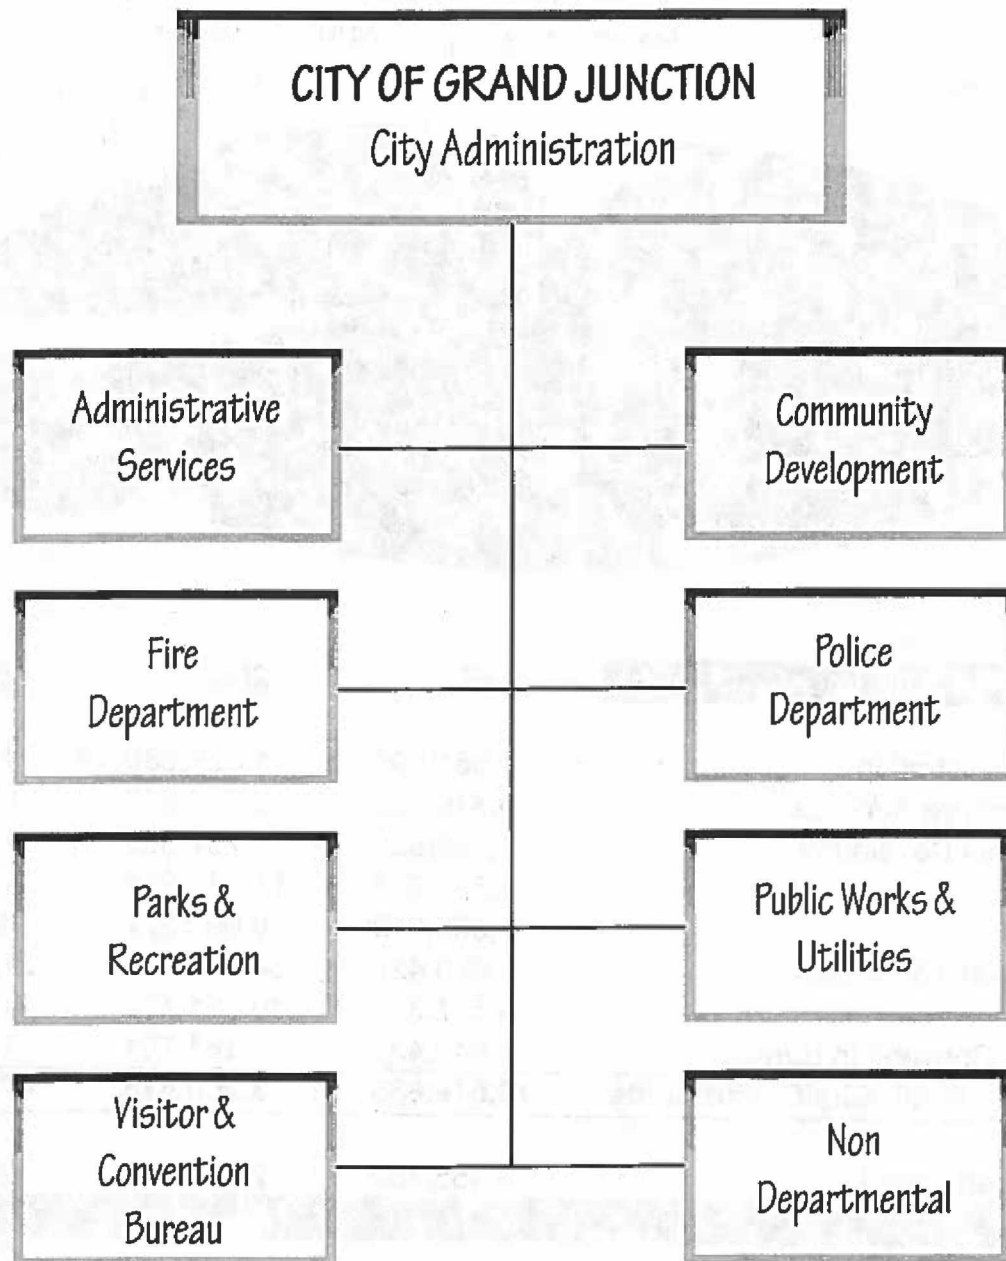 CITY OF GRAND JUNCTION
City Administration
Administrative
Services
Community
Development
Fire
Department
Police
Department
Parks &
Recreation
Public Works &
Utilities
Visitor &
Convention
Bureau
Non
Departmental